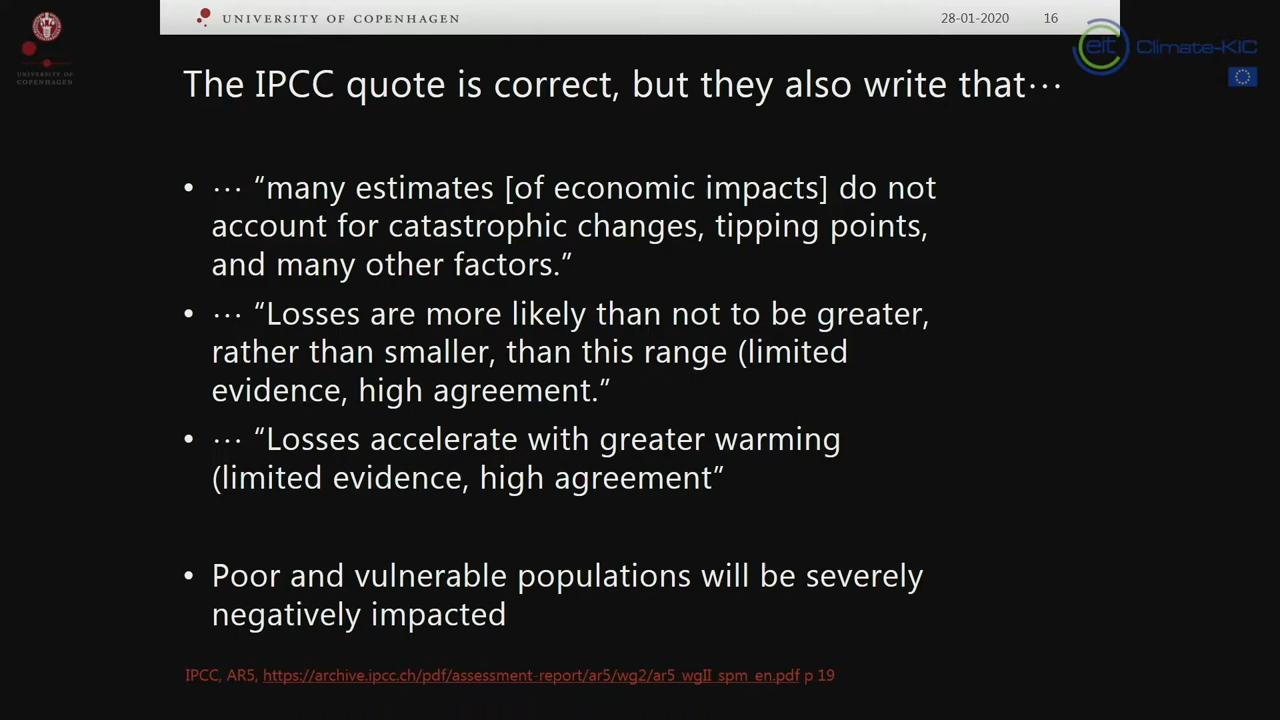 UNIVERSITY OF COPENHAGEN
28-01-2020 16
eit Climate-KIC
UNIVERSITY OF
COPENHAGEN
The IPCC quote is correct, but they also write that⋯
• ⋯ “many estimates [of economic impacts] do not
account for catastrophic changes, tipping points,
and many other factors.”
• ⋯ “Losses are more likely than not to be greater,
rather than smaller, than this range (limited
evidence, high agreement.”
• ⋯ “Losses accelerate with greater warming
(limited evidence, high agreement”
• Poor and vulnerable populations will be severely
negatively impacted
IPCC, AR5, https://archive.ipcc.ch/pdf/assessment-report/ar5/wg2/ar5_wgII_spm_en.pdf p 19